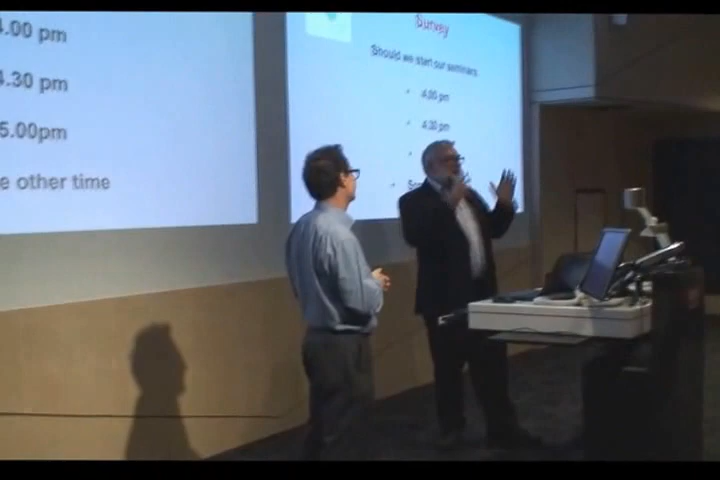 4.00 pm
4.30 pm
5.00pm
e other time
Survey
Should we start our seminars
4.00 pm
4.30 pm